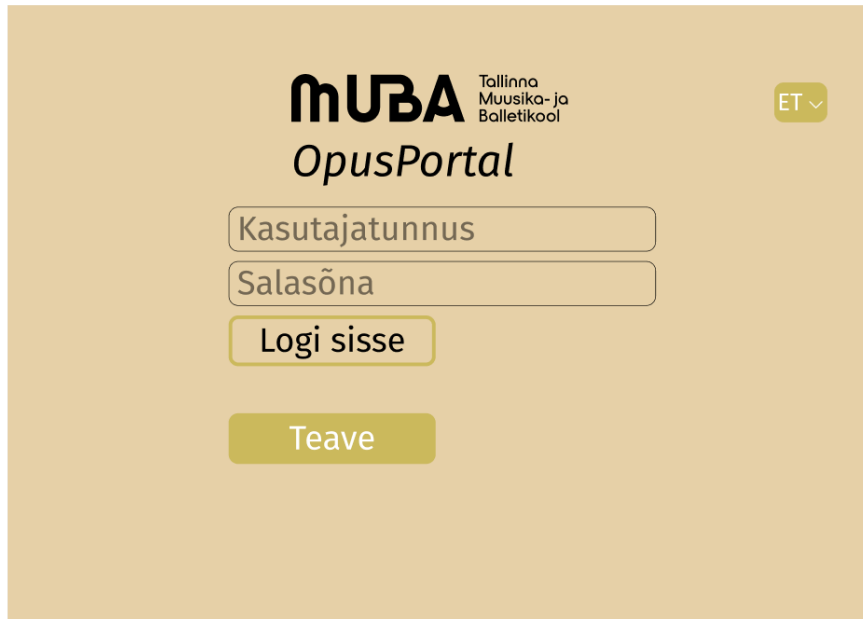 MUBA
Tallinna
Muusika- ja
Balletikool
OpusPortal
ET
Kasutajatunnus
Salasõna
Logi sisse
Teave